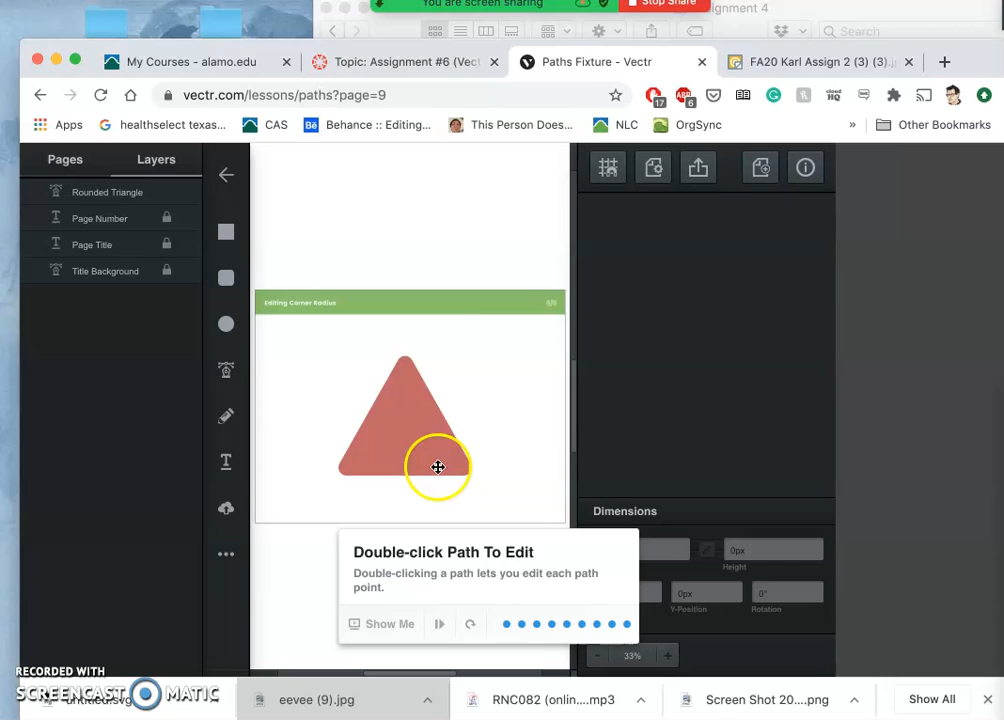 You are screen sharing
Stop Share
ignment 4
Search
My Courses - alamo.edu
Topic: Assignment #6 (Vect
Paths Fixture - Vectr
FA20 Karl Assign 2 (3) (3).j
vectr.com/lessons/paths?page=9
17
6
Apps
healthselect texas...
CAS
Behance :: Editing...
This Person Does...
NLC
OrgSync
»
Other Bookmarks
Pages
Layers
Rounded Triangle
Page Number
Page Title
Title Background
Editing Corner Radius
Double-click Path To Edit
Double-clicking a path lets you edit each path
point.
Show Me
Dimensions
0px
Height
0px
0°
Y-Position
Rotation
33%
RECORDED WITH
SCREENCAST MATIC
untitled.svg
eevee (9).jpg
RNC082 (onlin...mp3
Screen Shot 20....png
Show All